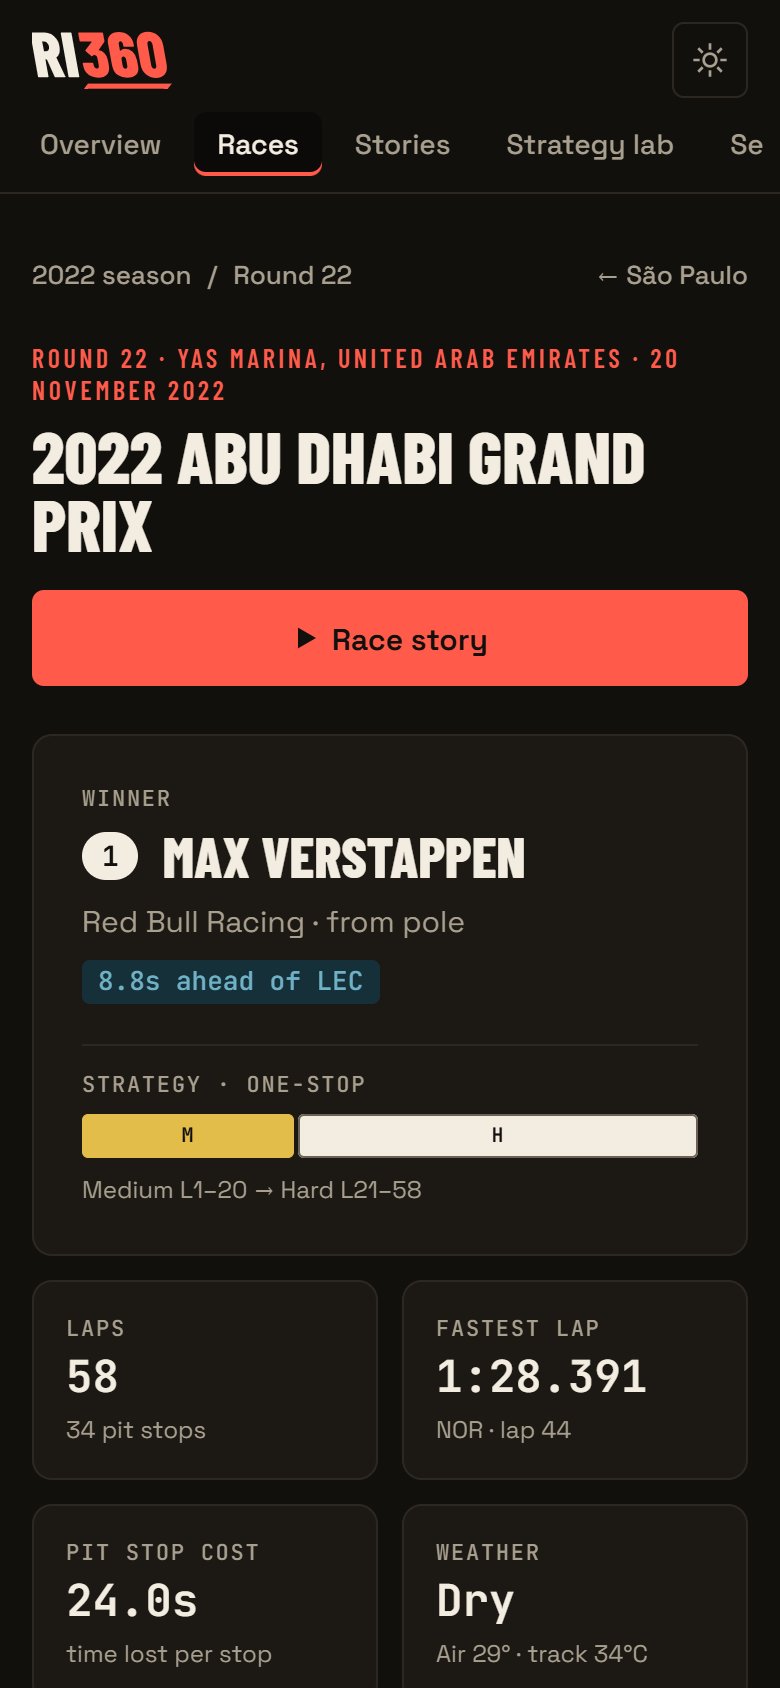 RI360
Overview Races Stories Strategy lab Se
2022 season / Round 22 ← São Paulo
ROUND 22 · YAS MARINA, UNITED ARAB EMIRATES · 20
NOVEMBER 2022
2022 ABU DHABI GRAND
PRIX
▶ Race story
WINNER
1 MAX VERSTAPPEN
Red Bull Racing · from pole
8.8s ahead of LEC
STRATEGY · ONE-STOP
M H
Medium L1–20 → Hard L21–58
LAPS
58
34 pit stops
FASTEST LAP
1:28.391
NOR · lap 44
PIT STOP COST
24.0s
time lost per stop
WEATHER
Dry
Air 29° · track 34°C